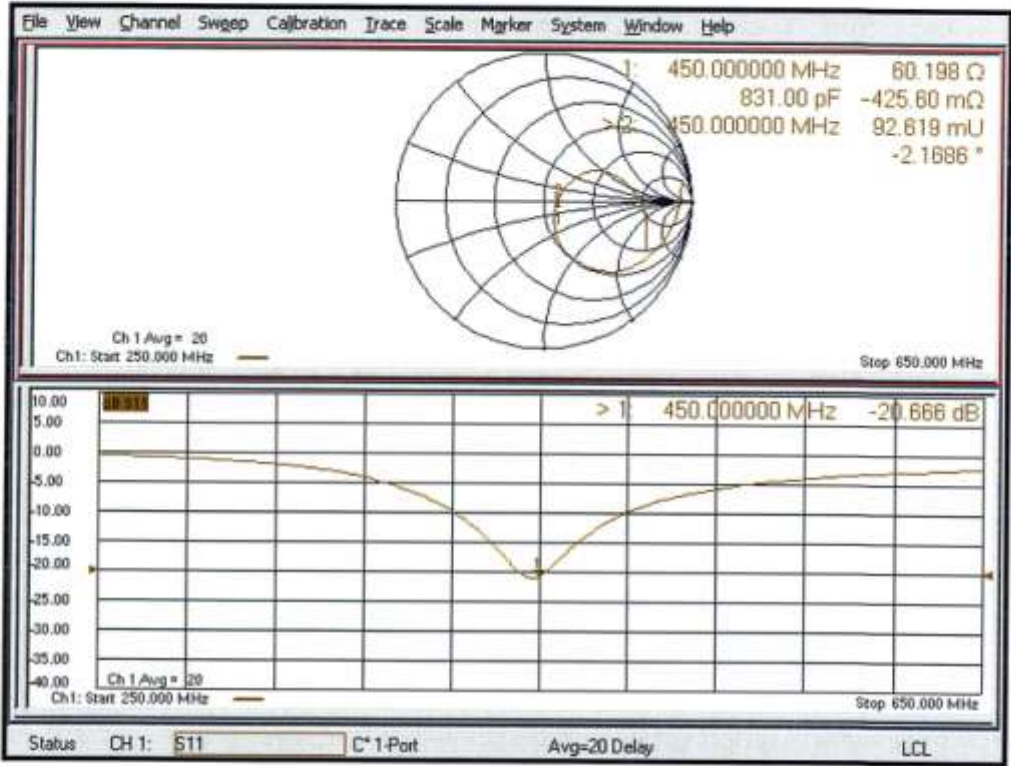 File View Channel Sweep Calibration Trace Scale Marker System Window Help
1: 450.000000 MHz 60.198 Ω
831.00 pF -425.60 mΩ
> 2: 450.000000 MHz 92.619 mU
-2.1686 °
Ch 1 Avg = 20
Ch1: Start 250.000 MHz
Stop 650.000 MHz
10.00
5.00
0.00
-5.00
-10.00
-15.00
-20.00
-25.00
-30.00
-35.00
-40.00
dB S11
> 1: 450.000000 MHz -20.666 dB
1
Ch 1 Avg = 20
Ch1: Start 250.000 MHz
Stop 650.000 MHz
Status CH 1: S11 C* 1-Port Avg=20 Delay LCL